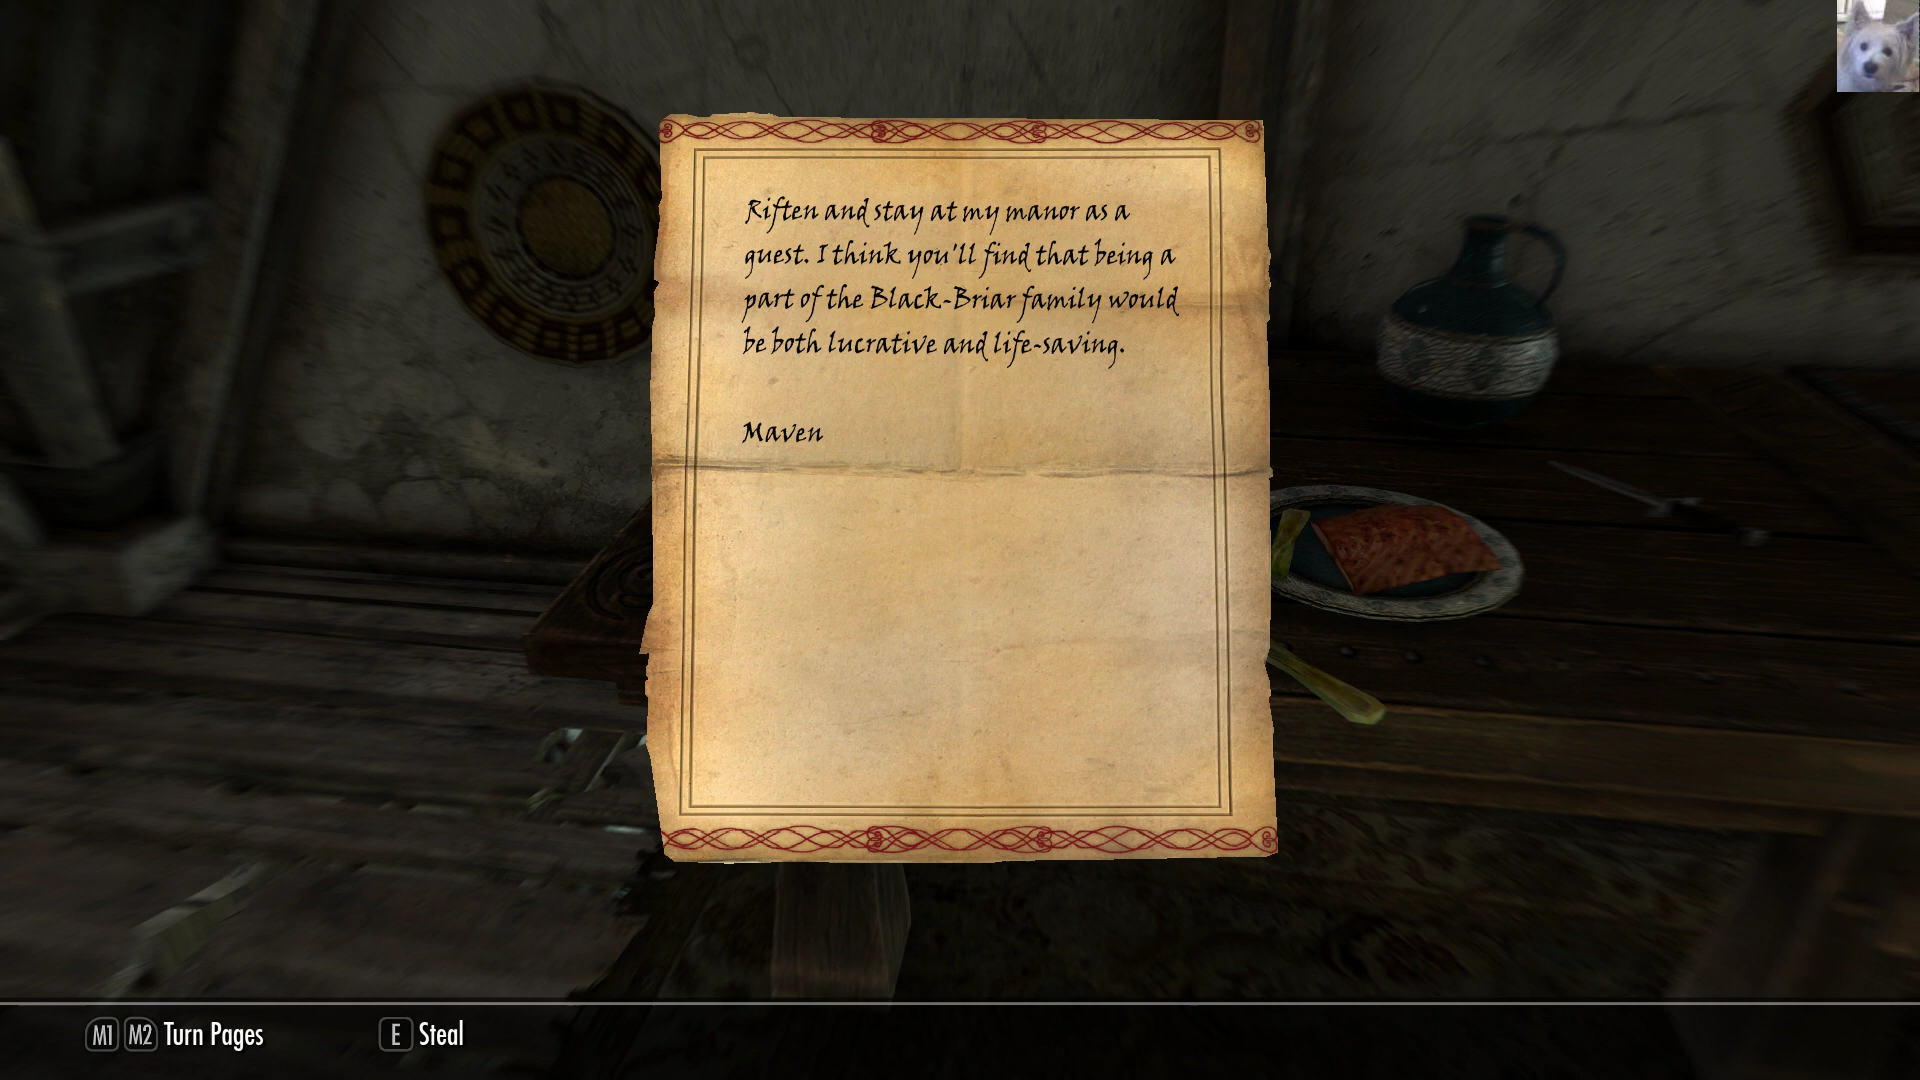 Riften and stay at my manor as a
guest. I think you'll find that being a
part of the Black-Briar family would
be both lucrative and life-saving.
Maven
M1 M2 Turn Pages
E Steal